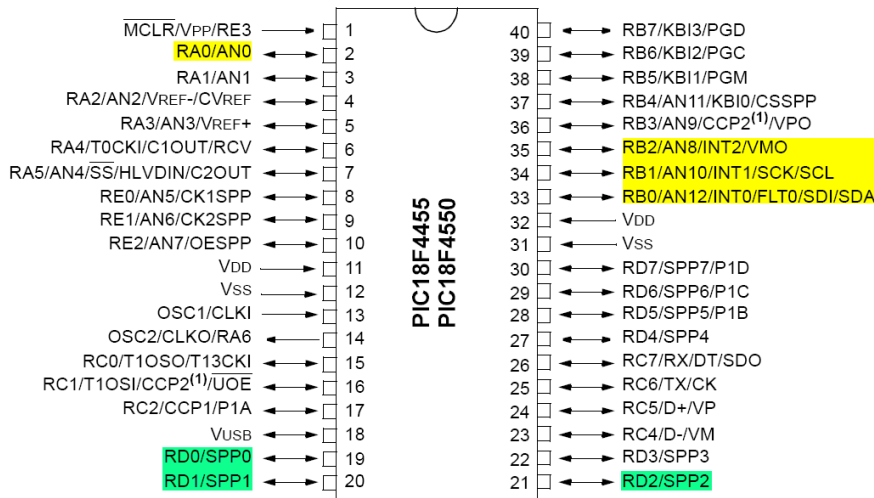 MCLR/VPP/RE3 1
RA0/AN0 2
RA1/AN1 3
RA2/AN2/VREF-/CVREF 4
RA3/AN3/VREF+ 5
RA4/T0CKI/C1OUT/RCV 6
RA5/AN4/SS/HLVDIN/C2OUT 7
RE0/AN5/CK1SPP 8
RE1/AN6/CK2SPP 9
RE2/AN7/OESPP 10
VDD 11
VSS 12
OSC1/CLKI 13
OSC2/CLKO/RA6 14
RC0/T1OSO/T13CKI 15
RC1/T1OSI/CCP2(1)/UOE 16
RC2/CCP1/P1A 17
VUSB 18
RD0/SPP0 19
RD1/SPP1 20
PIC18F4455
PIC18F4550
40 RB7/KBI3/PGD
39 RB6/KBI2/PGC
38 RB5/KBI1/PGM
37 RB4/AN11/KBI0/CSSPP
36 RB3/AN9/CCP2(1)/VPO
35 RB2/AN8/INT2/VMO
34 RB1/AN10/INT1/SCK/SCL
33 RB0/AN12/INT0/FLT0/SDI/SDA
32 VDD
31 VSS
30 RD7/SPP7/P1D
29 RD6/SPP6/P1C
28 RD5/SPP5/P1B
27 RD4/SPP4
26 RC7/RX/DT/SDO
25 RC6/TX/CK
24 RC5/D+/VP
23 RC4/D-/VM
22 RD3/SPP3
21 RD2/SPP2